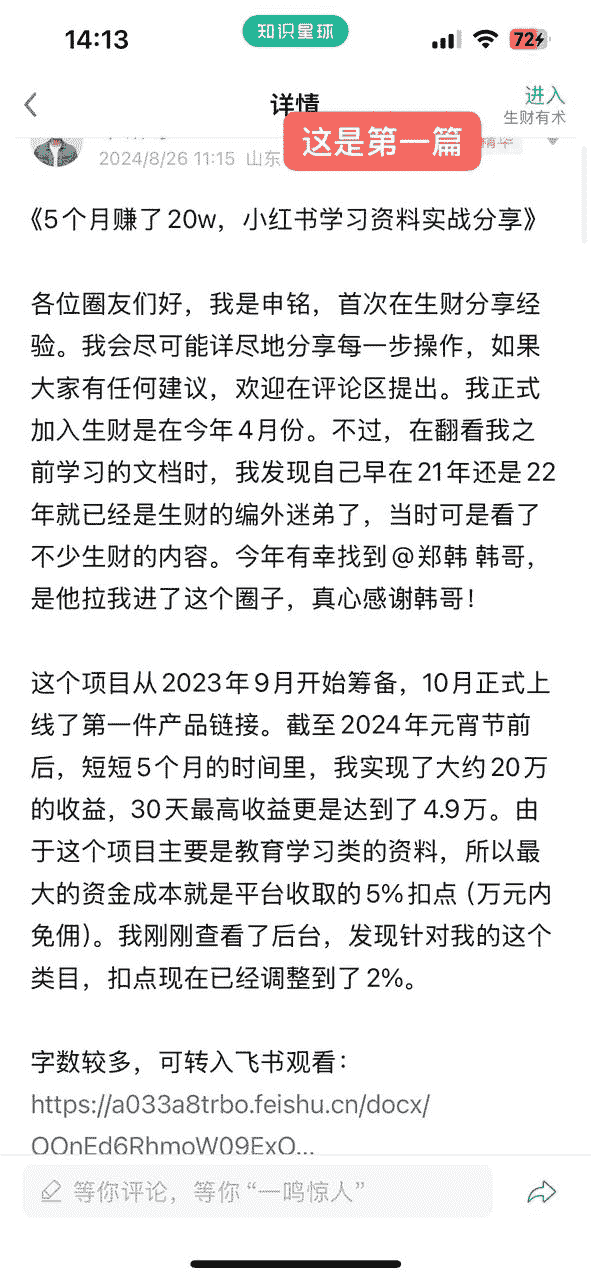 14:13
知识星球
72
详情
进入
生财有术
这是第一篇
2024/8/26 11:15 山东
精华
《5个月赚了20w，小红书学习资料实战分享》
各位圈友们好，我是申铭，首次在生财分享经
验。我会尽可能详尽地分享每一步操作，如果
大家有任何建议，欢迎在评论区提出。我正式
加入生财是在今年4月份。不过，在翻看我之
前学习的文档时，我发现自己早在21年还是22
年就已经是生财的编外迷弟了，当时可是看了
不少生财的内容。今年有幸找到@郑韩 韩哥，
是他拉我进了这个圈子，真心感谢韩哥！
这个项目从2023年9月开始筹备，10月正式上
线了第一件产品链接。截至2024年元宵节前
后，短短5个月的时间里，我实现了大约20万
的收益，30天最高收益更是达到了4.9万。由
于这个项目主要是教育学习类的资料，所以最
大的资金成本就是平台收取的5%扣点（万元内
免佣）。我刚刚查看了后台，发现针对我的这个
类目，扣点现在已经调整到了2%。
字数较多，可转入飞书观看：
https://a033a8trbo.feishu.cn/docx/
OOnEd6RhmoW09ExO...
等你评论，等你“一鸣惊人”